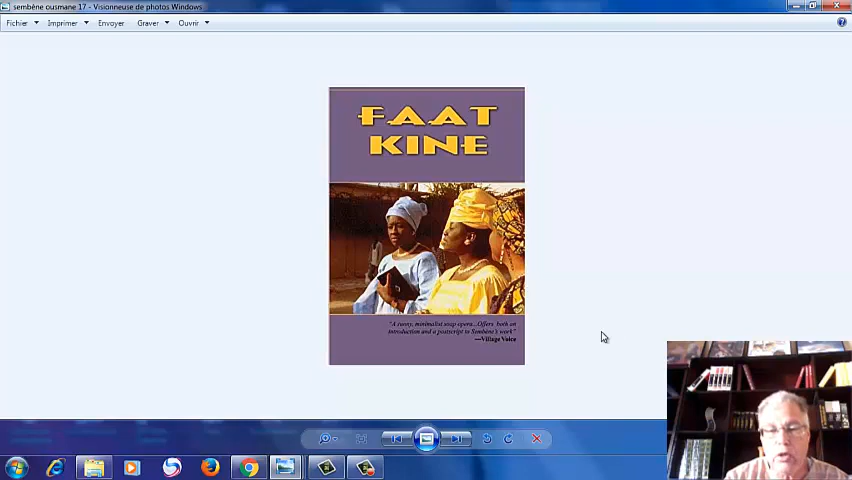 sembène ousmane 17 - Visionneuse de photos Windows
Fichier Imprimer Envoyer Graver Ouvrir
FAAT
KINE
"A sunny, minimalist soap opera...Offers both an
introduction and a postscript to Sembène's work"
—Village Voice